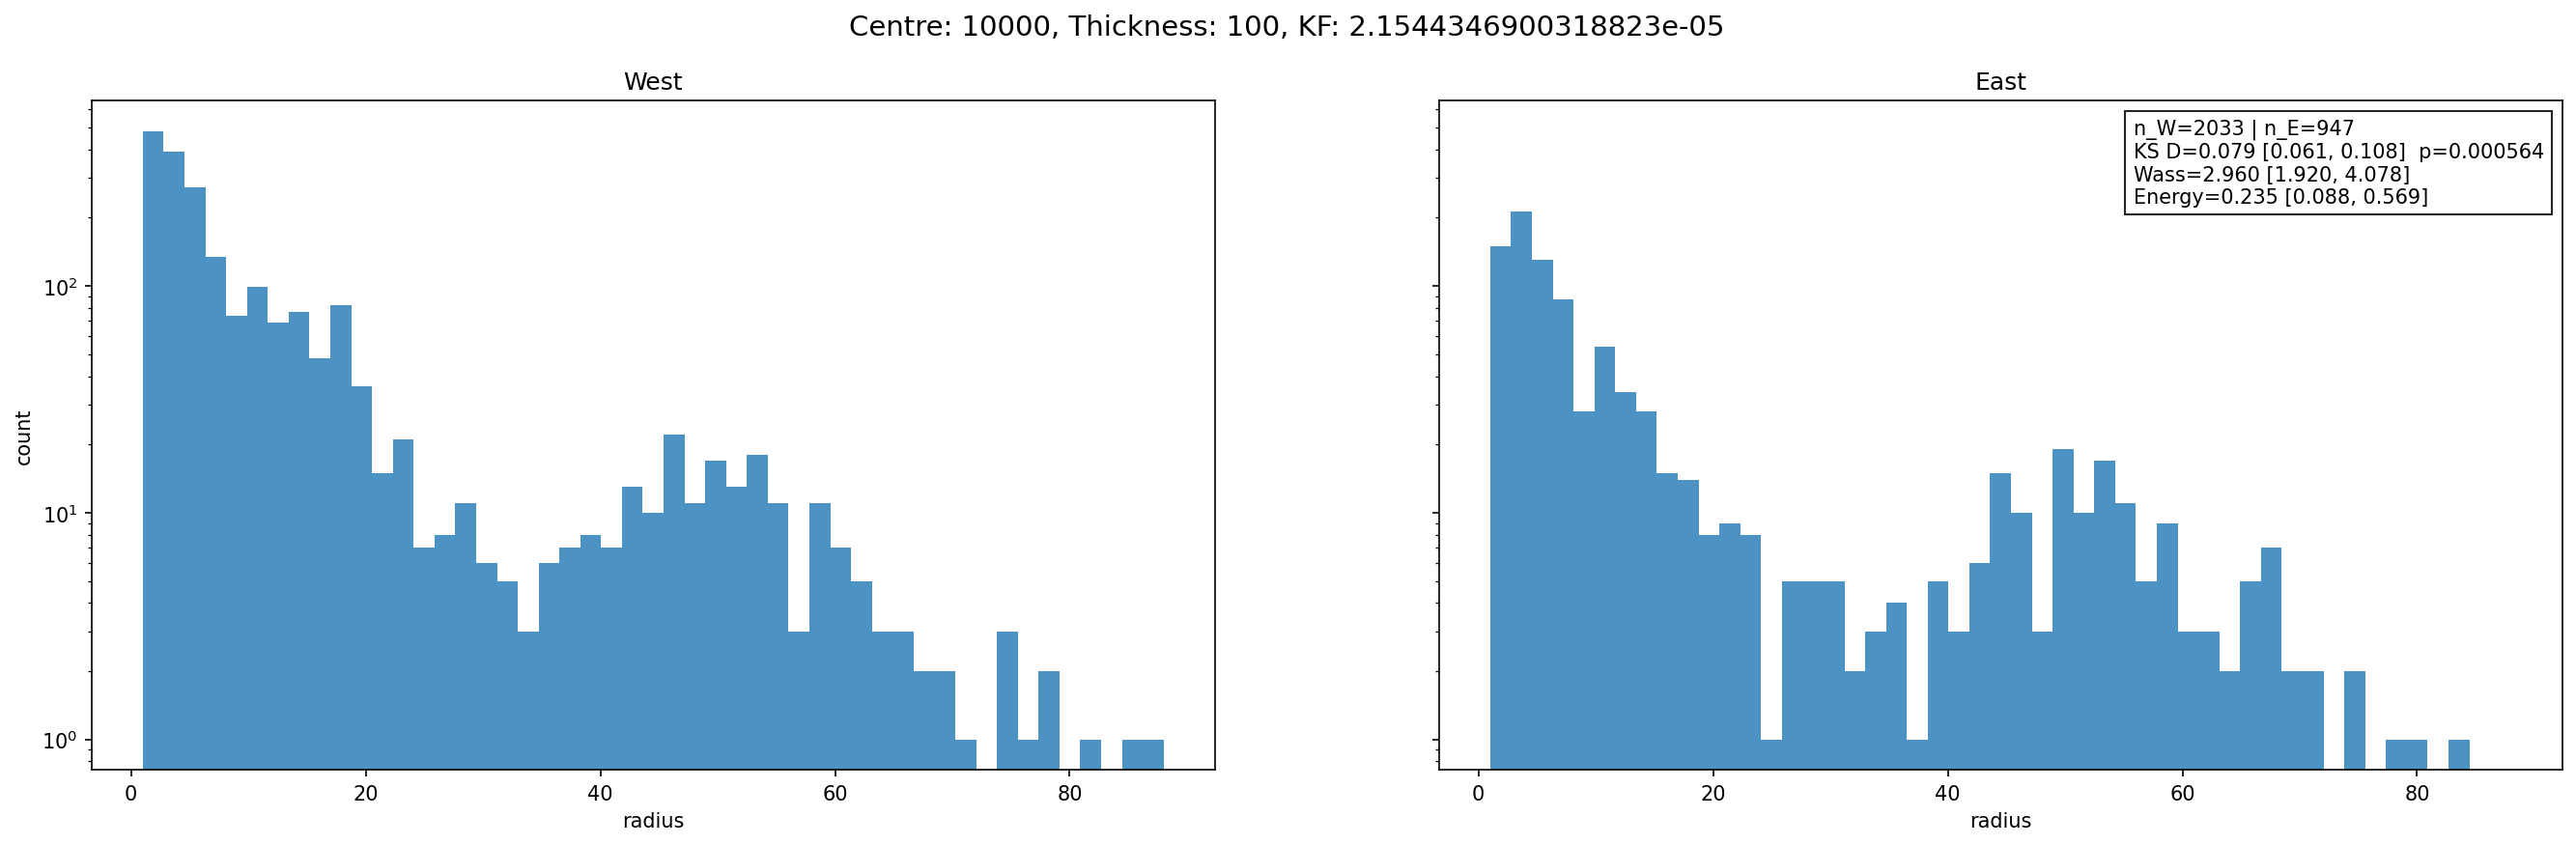 Centre: 10000, Thickness: 100, KF: 2.1544346900318823e-05
West
count
10²
10¹
10⁰
0 20 40 60 80
radius
East
n_W=2033 | n_E=947
KS D=0.079 [0.061, 0.108]  p=0.000564
Wass=2.960 [1.920, 4.078]
Energy=0.235 [0.088, 0.569]
0 20 40 60 80
radius